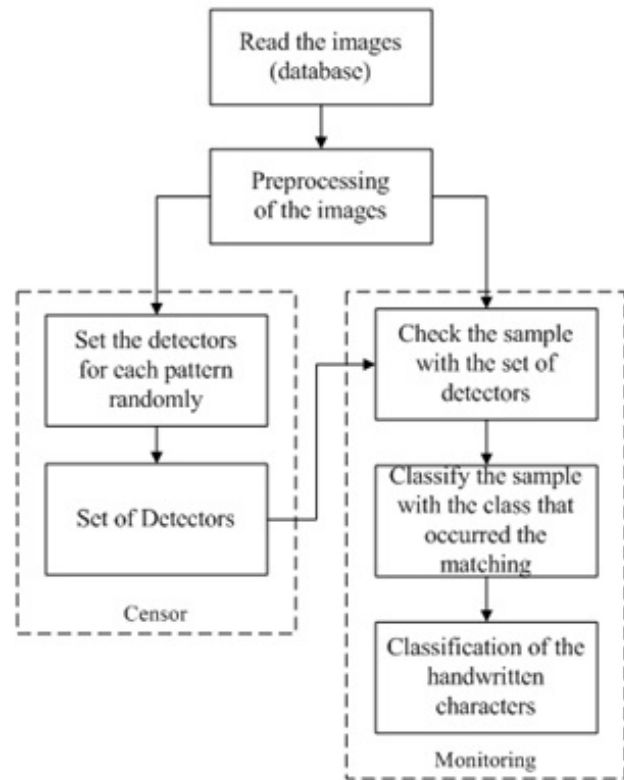 Read the images
(database)
Preprocessing
of the images
Set the detectors
for each pattern
randomly
Set of Detectors
Censor
Check the sample
with the set of
detectors
Classify the sample
with the class that
occurred the
matching
Classification of the
handwritten
characters
Monitoring